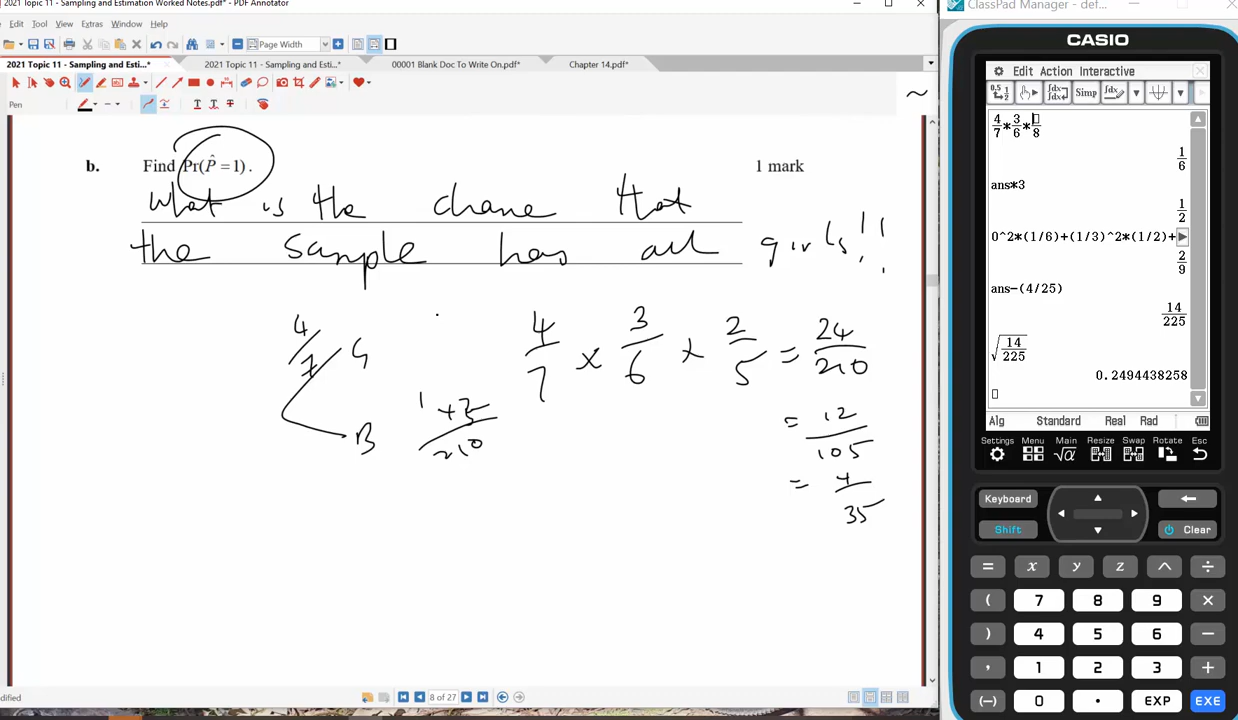 2021 Topic 11 - Sampling and Estimation Worked Notes.pdf* - PDF Annotator
Edit Tool View Extras Window Help
Page Width
2021 Topic 11 - Sampling and Esti...* 2021 Topic 11 - Sampling and Est...* 00001 Blank Doc To Write On.pdf* Chapter 14.pdf*
Pen
b. Find Pr(P̂ = 1). 1 mark
What is the chane that
the sample has all girls!!
4/7 G
B
4/7 × 3/6 × 2/5 = 24/210
= 12/105
= 4/35
8 of 27
dified
ClassPad Manager - def...
CASIO
Edit Action Interactive
Simp
4/7*3/6*□/8
1/6
ans*3
1/2
0^2*(1/6)+(1/3)^2*(1/2)+
2/9
ans-(4/25)
14/225
√14/225
0.2494438258
Alg Standard Real Rad
Settings Menu Main Resize Swap Rotate Esc
Keyboard
Shift Clear
= x y z ^ ÷
( 7 8 9 ×
) 4 5 6 −
, 1 2 3 +
(−) 0 • EXP EXE